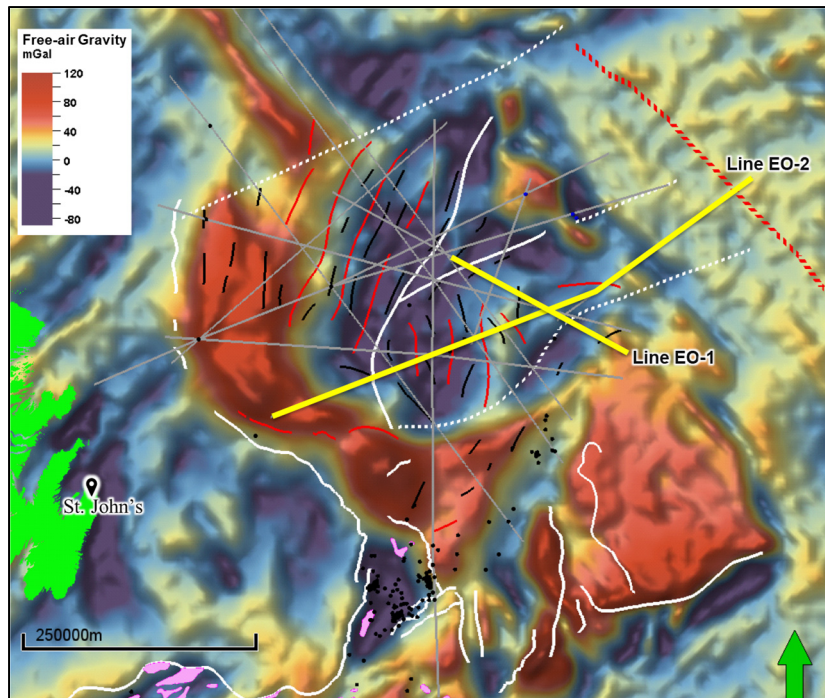 Free-air Gravity
mGal
120
80
40
0
-40
-80
Line EO-2
Line EO-1
St. John's
250000m